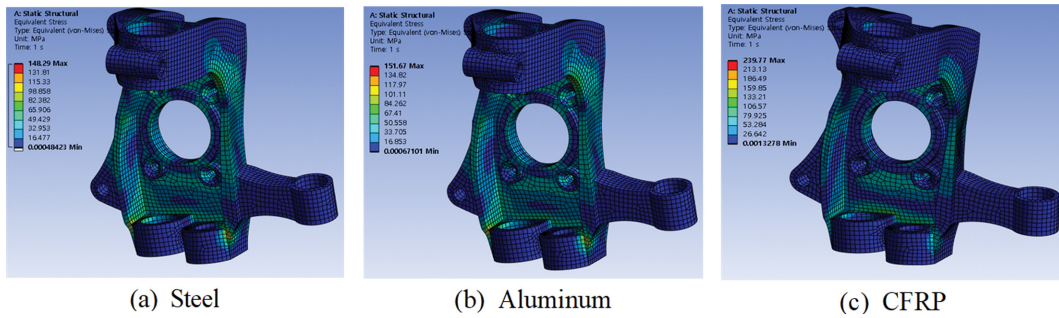 A: Static Structural
Equivalent Stress
Type: Equivalent (von-Mises)
Unit: MPa
Time: 1 s
148.29 Max
131.81
115.33
98.858
82.382
65.906
49.429
32.953
16.477
0.00048423 Min
(a) Steel
A: Static Structural
Equivalent Stress
Type: Equivalent (von-Mises)
Unit: MPa
Time: 1 s
151.67 Max
134.82
117.97
101.11
84.262
67.41
50.558
33.705
16.853
0.00067101 Min
(b) Aluminum
A: Static Structural
Equivalent Stress
Type: Equivalent (von-Mises)
Unit: MPa
Time: 1 s
239.77 Max
213.13
186.49
159.85
133.21
106.57
79.925
53.284
26.642
0.0013278 Min
(c) CFRP